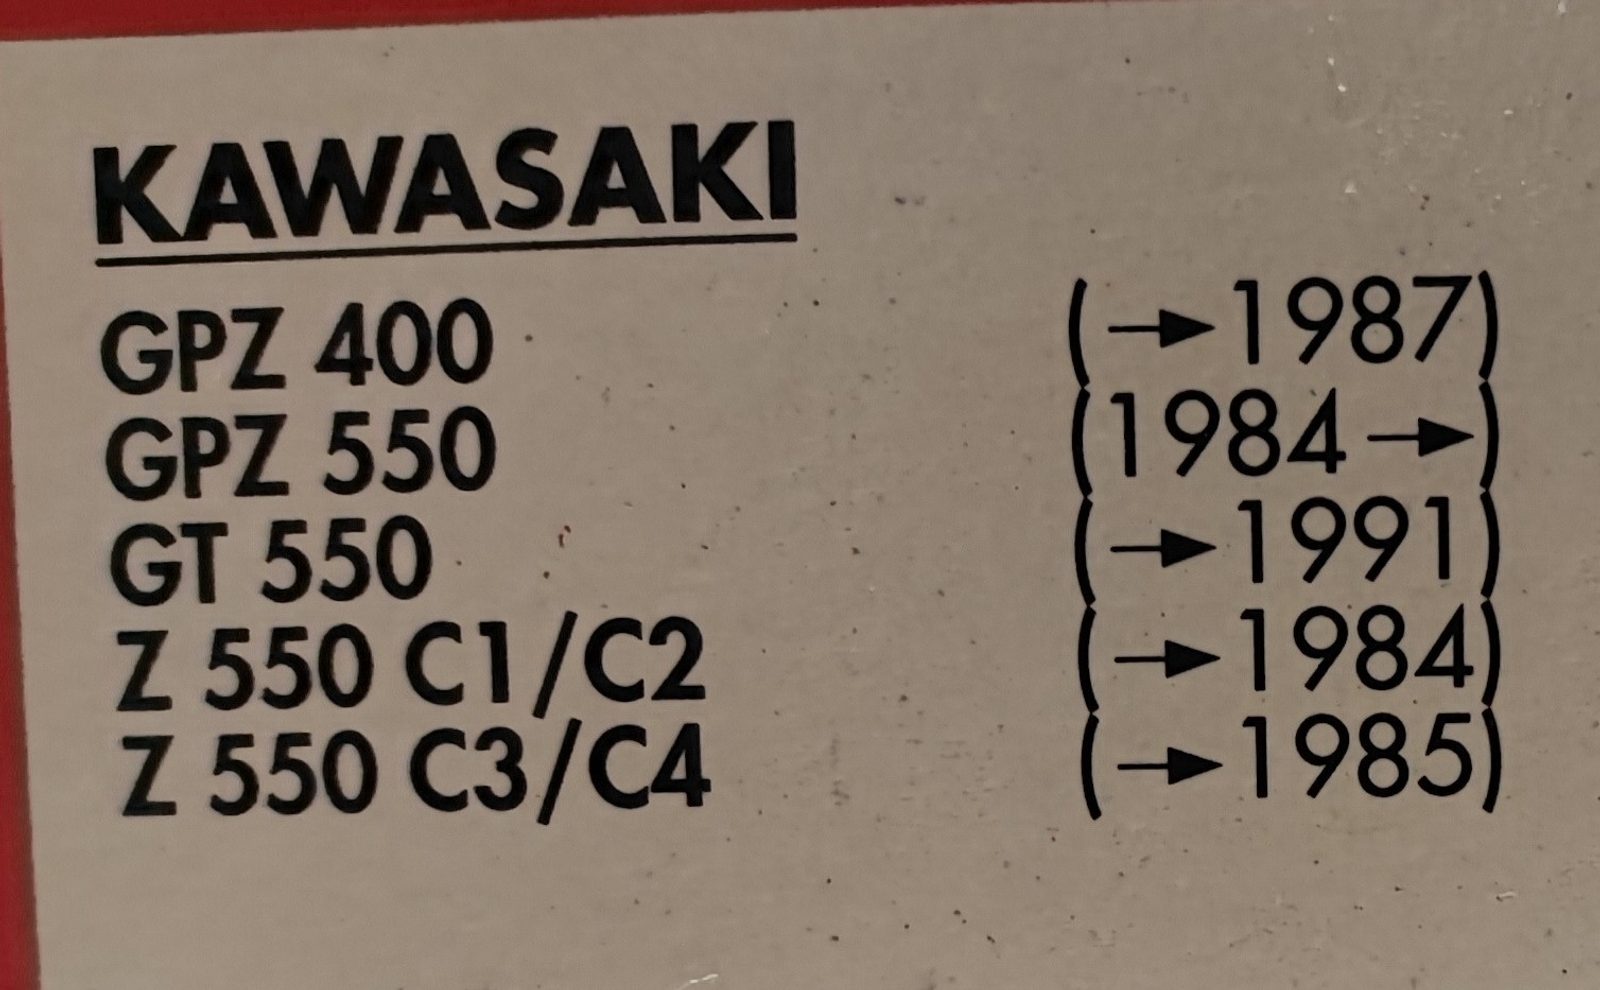 KAWASAKI
GPZ 400 (→1987)
GPZ 550 (1984→)
GT 550 (→1991)
Z 550 C1/C2 (→1984)
Z 550 C3/C4 (→1985)